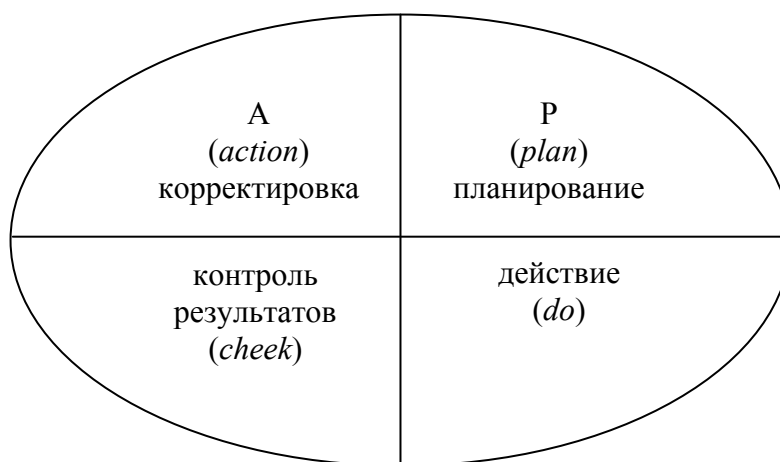 А
(action)
корректировка
Р
(plan)
планирование
контроль
результатов
(cheek)
действие
(do)